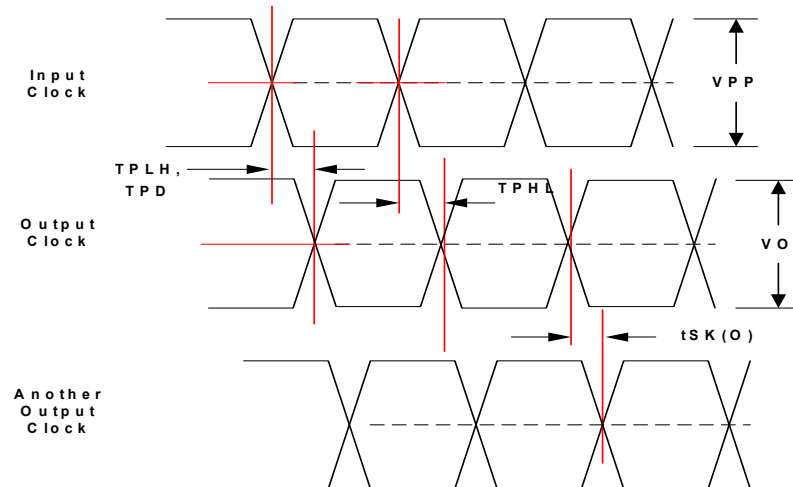 Input
Clock
VPP
TPLH,
TPD
TPHL
Output
Clock
VO
tSK(O)
Another
Output
Clock